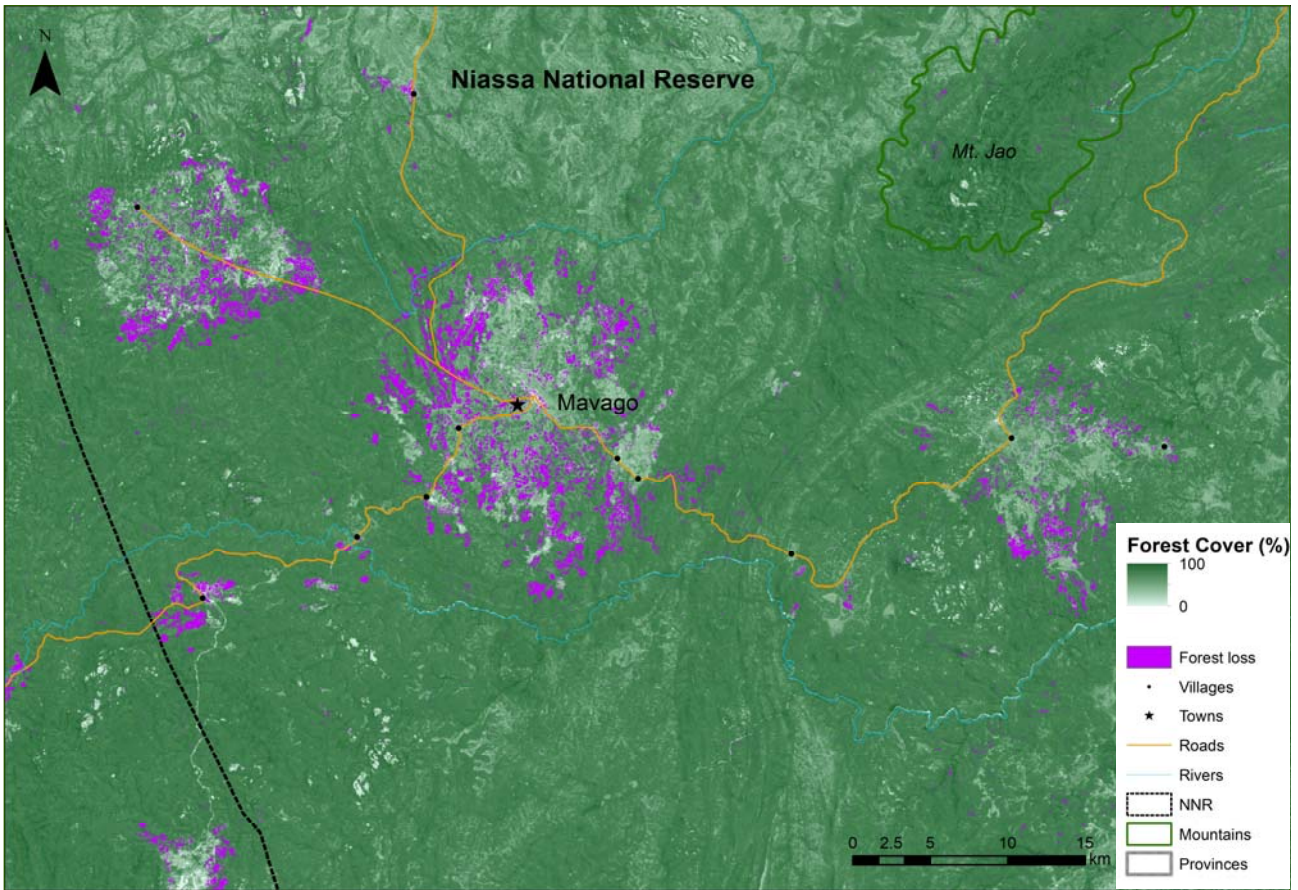 N
Niassa National Reserve
Mt. Jao
Mavago
Forest Cover (%)
100
0
Forest loss
Villages
Towns
Roads
Rivers
NNR
Mountains
Provinces
0 2.5 5 10 15
km